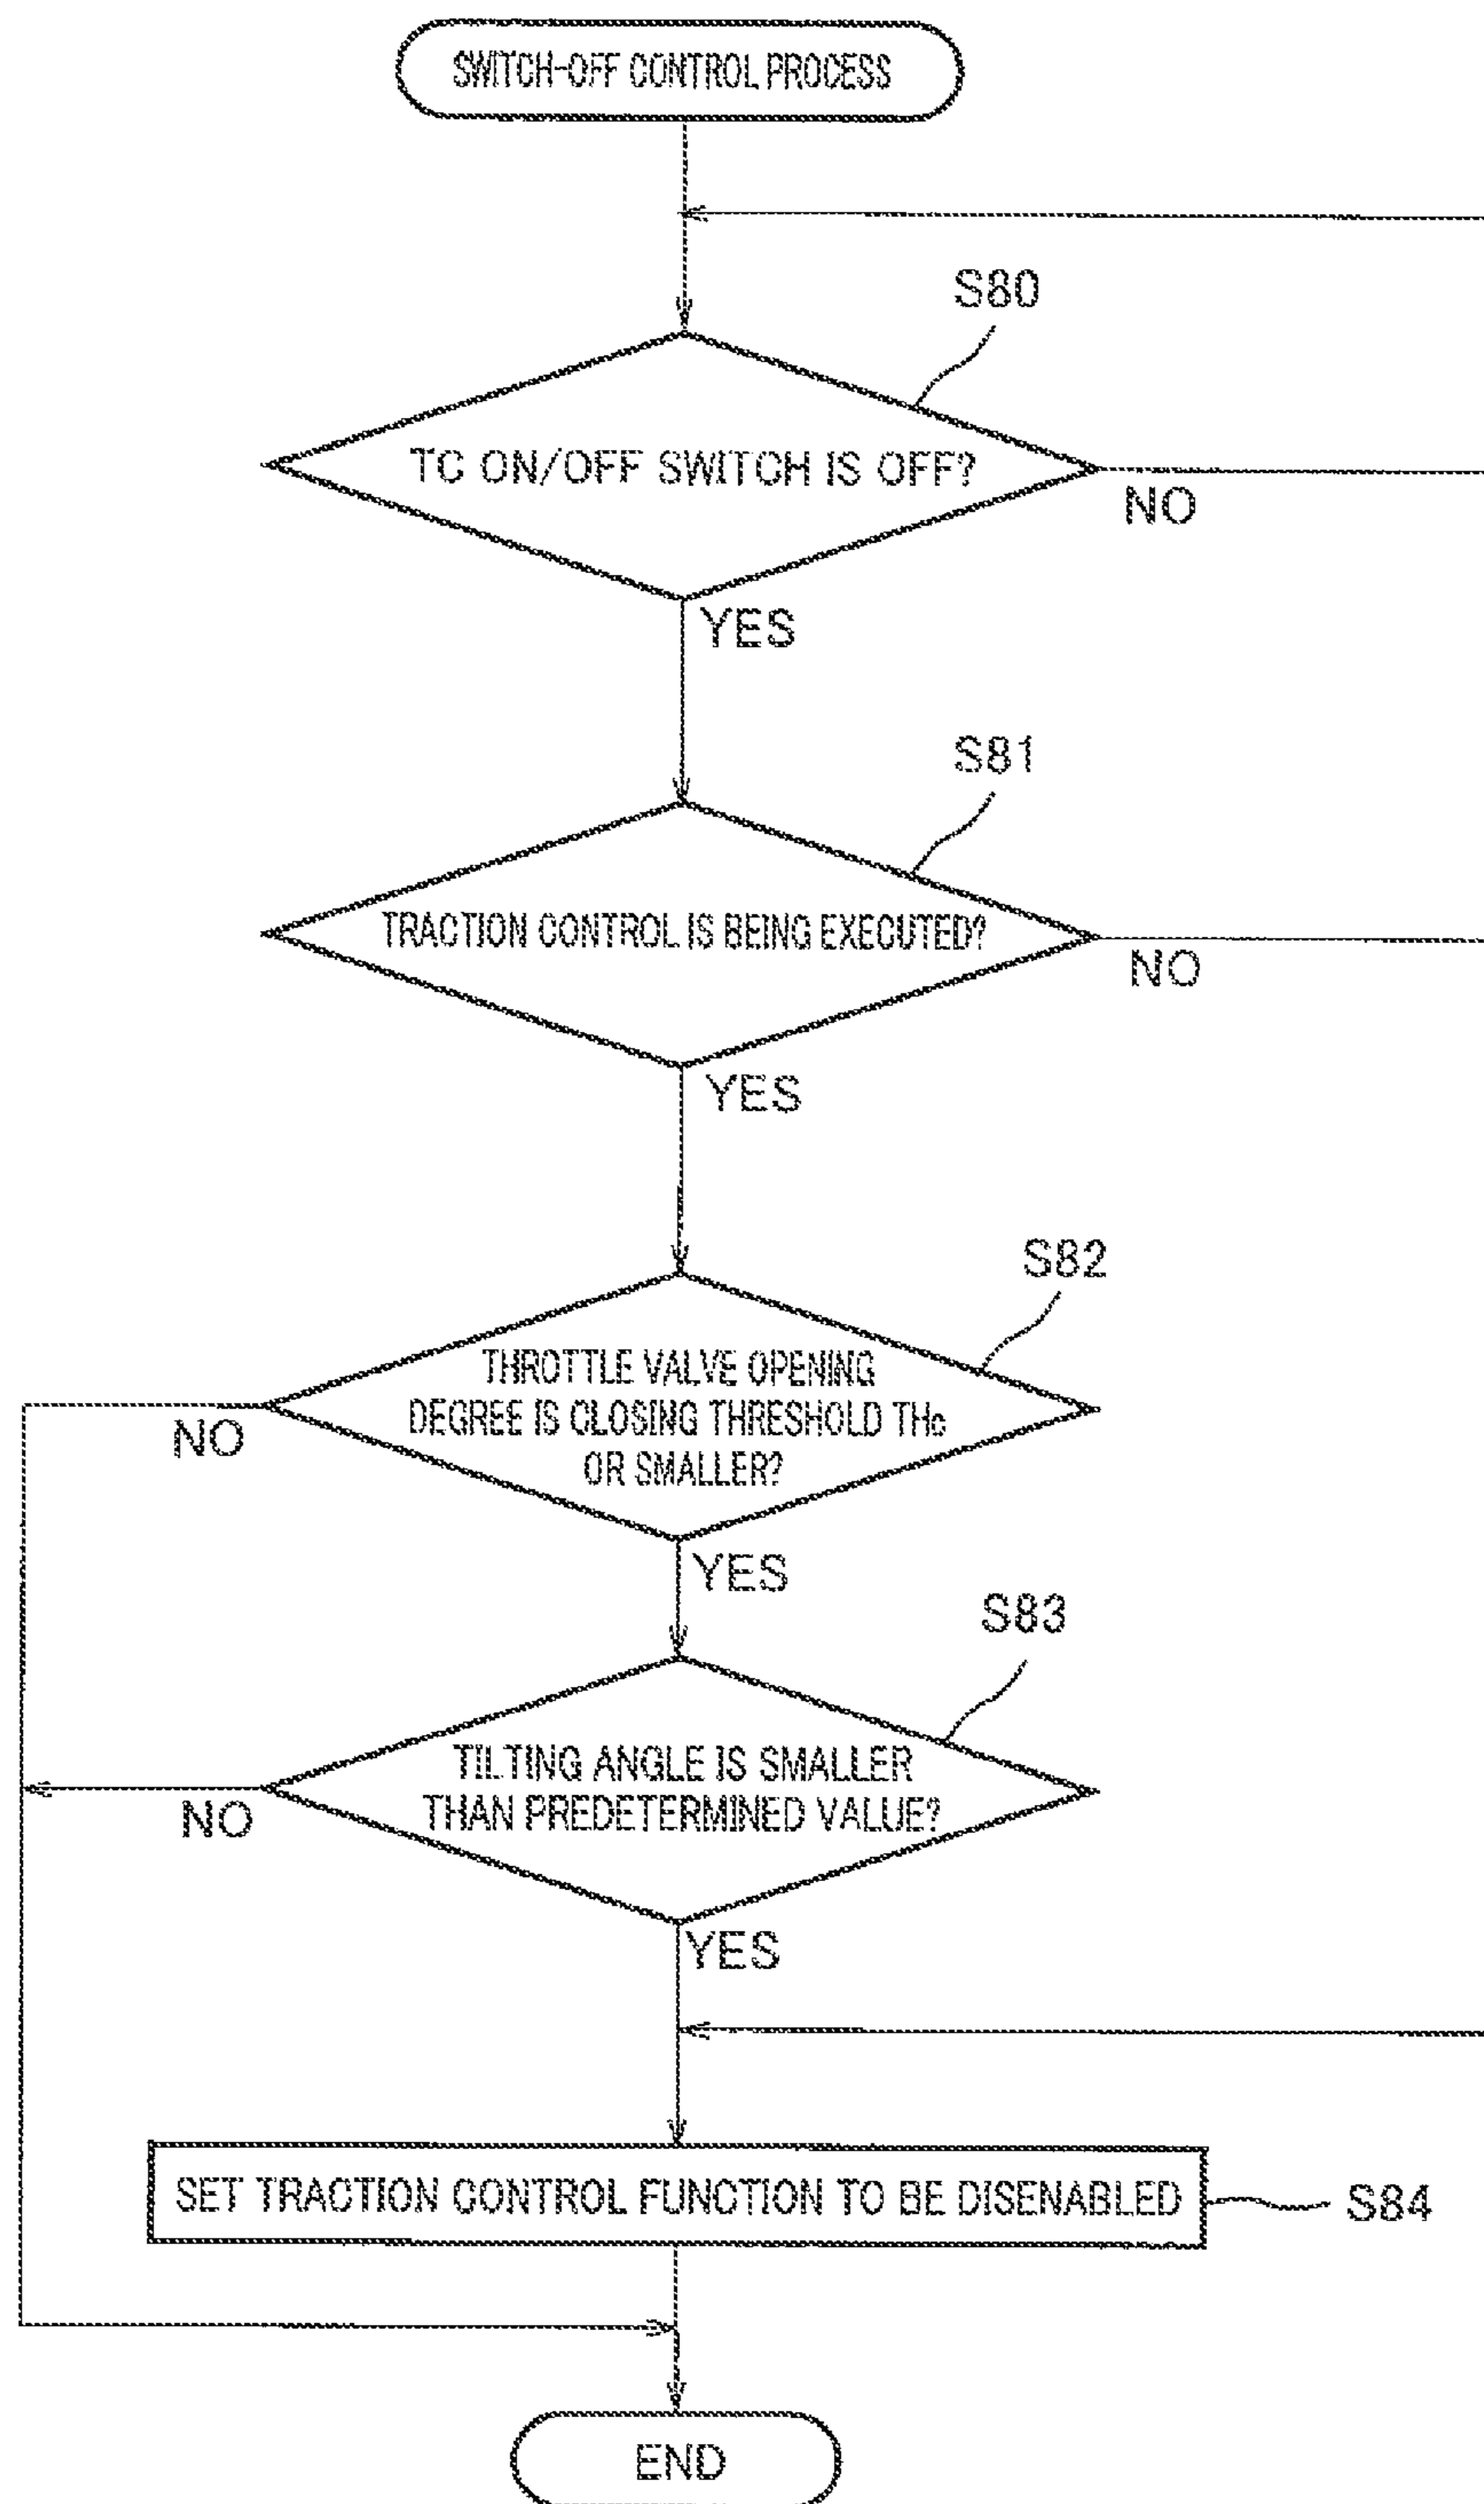 SWITCH-OFF CONTROL PROCESS
S80
TC ON/OFF SWITCH IS OFF?
NO
YES
S81
TRACTION CONTROL IS BEING EXECUTED?
NO
YES
S82
THROTTLE VALVE OPENING
DEGREE IS CLOSING THRESHOLD THc
OR SMALLER?
NO
YES
S83
TILTING ANGLE IS SMALLER
THAN PREDETERMINED VALUE?
NO
YES
SET TRACTION CONTROL FUNCTION TO BE DISENABLED
S84
END